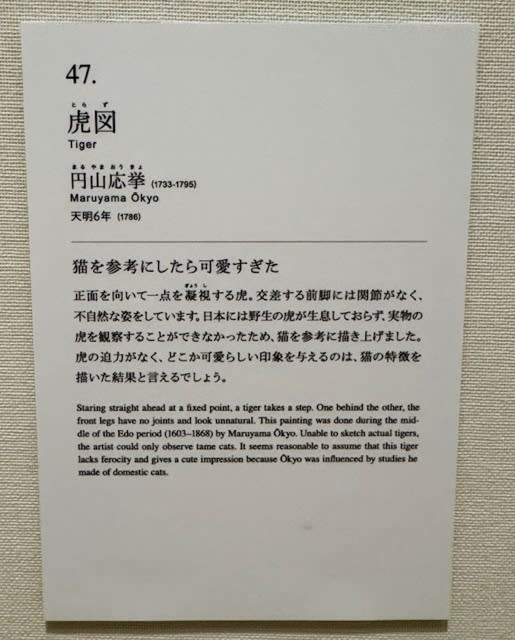 47.
とら ず
虎図
Tiger
まる やま おう きょ
円山応挙 (1733-1795)
Maruyama Ōkyo
天明6年 (1786)
猫を参考にしたら可愛すぎた
ぎょう し
正面を向いて一点を凝視する虎。交差する前脚には関節がなく、
不自然な姿をしています。日本には野生の虎が生息しておらず、実物の
虎を観察することができなかったため、猫を参考に描き上げました。
虎の迫力がなく、どこか可愛らしい印象を与えるのは、猫の特徴を
描いた結果と言えるでしょう。
Staring straight ahead at a fixed point, a tiger takes a step. One behind the other, the
front legs have no joints and look unnatural. This painting was done during the mid-
dle of the Edo period (1603–1868) by Maruyama Ōkyo. Unable to sketch actual tigers,
the artist could only observe tame cats. It seems reasonable to assume that this tiger
lacks ferocity and gives a cute impression because Ōkyo was influenced by studies he
made of domestic cats.